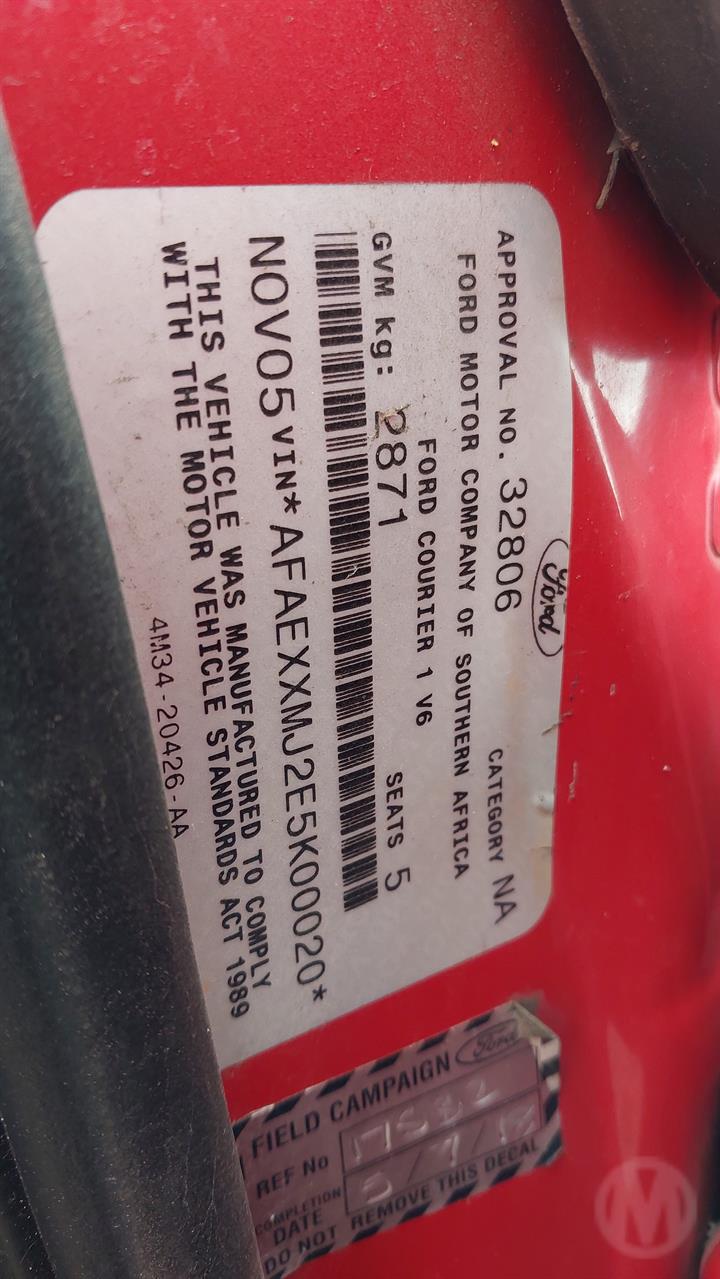 Ford
APPROVAL NO. 32806 CATEGORY NA
FORD MOTOR COMPANY OF SOUTHERN AFRICA
FORD COURIER 1 V6
GVM kg: 2871 SEATS 5
NOV05 VIN*AFAEXXMJ2E5K00020*
THIS VEHICLE WAS MANUFACTURED TO COMPLY
WITH THE MOTOR VEHICLE STANDARDS ACT 1989
4M34-20426-AA
Ford
FIELD CAMPAIGN
REF No
COMPLETION
DATE
DO NOT REMOVE THIS DECAL
M